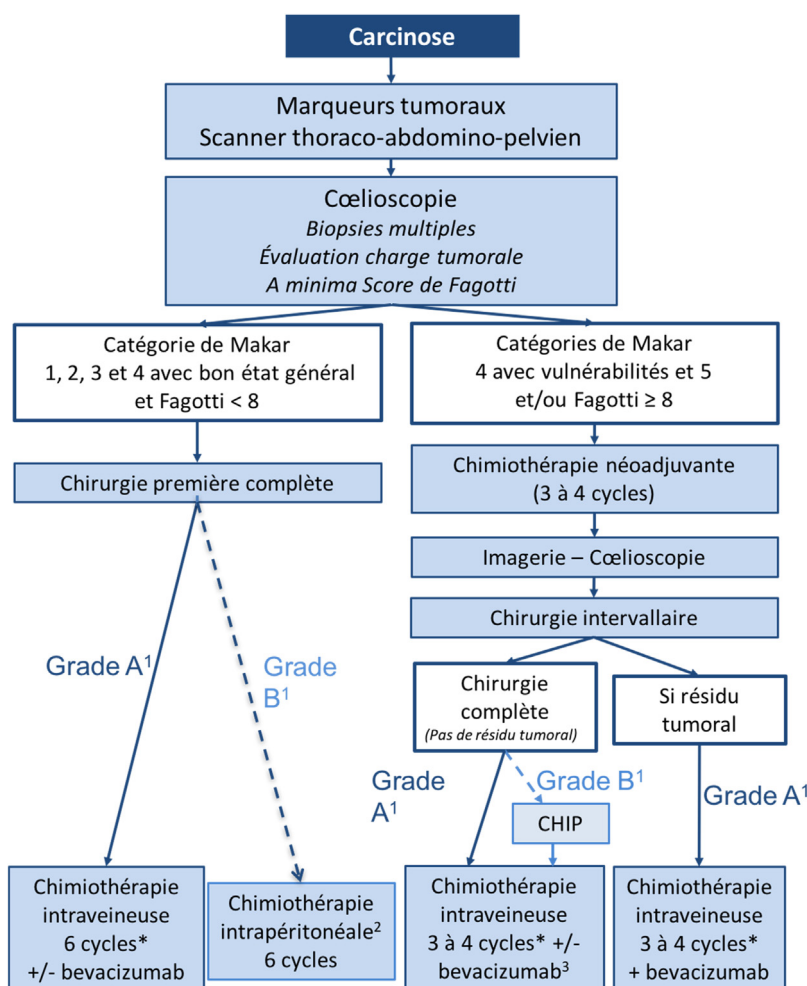 Carcinose
Marqueurs tumoraux
Scanner thoraco-abdomino-pelvien
Cœlioscopie
Biopsies multiples
Évaluation charge tumorale
A minima Score de Fagotti
Catégorie de Makar
1, 2, 3 et 4 avec bon état général
et Fagotti < 8
Catégories de Makar
4 avec vulnérabilités et 5
et/ou Fagotti ≥ 8
Chirurgie première complète
Chimiothérapie néoadjuvante
(3 à 4 cycles)
Imagerie – Cœlioscopie
Chirurgie intervallaire
Grade A¹
Grade
B¹
Chirurgie
complète
(Pas de résidu tumoral)
Si résidu
tumoral
Grade
A¹
Grade B¹
Grade A¹
CHIP
Chimiothérapie
intraveineuse
6 cycles*
+/- bevacizumab
Chimiothérapie
intrapéritonéale²
6 cycles
Chimiothérapie
intraveineuse
3 à 4 cycles* +/-
bevacizumab³
Chimiothérapie
intraveineuse
3 à 4 cycles*
+ bevacizumab